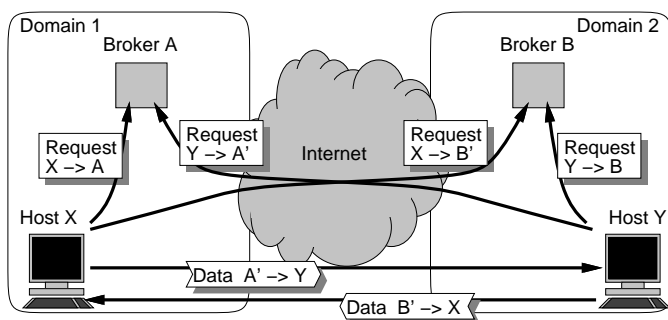 Domain 1
Domain 2
Broker A
Broker B
Request
X –> A
Request
Y –> A’
Internet
Request
X –> B’
Request
Y –> B
Host X
Host Y
Data A’ –> Y
Data B’ –> X